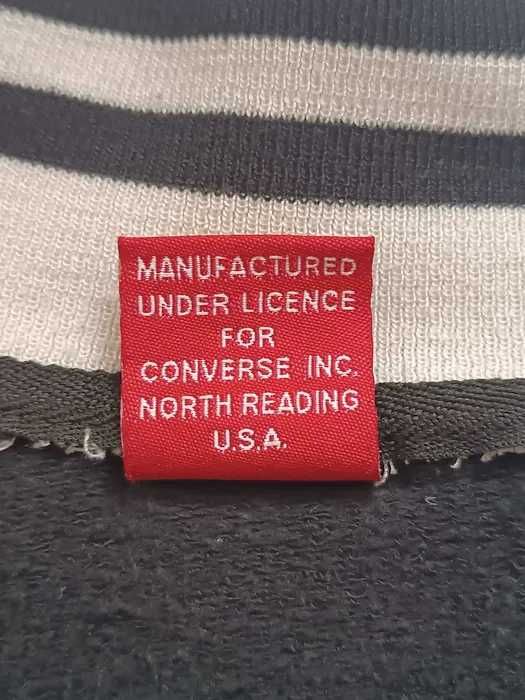 MANUFACTURED
UNDER LICENCE
FOR
CONVERSE INC.
NORTH READING
U.S.A.